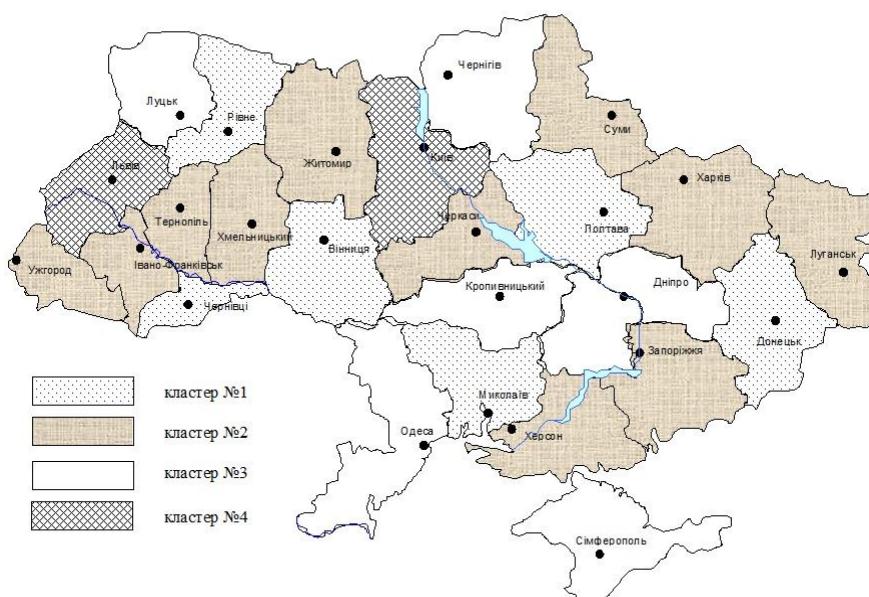 Чернігів
Луцьк
Рівне
Суми
Київ
Житомир
Львів
Харків
Тернопіль
Черкаси
Хмельницький
Полтава
Вінниця
Івано-Франківськ
Ужгород
Луганськ
Кропивницький
Дніпро
Чернівці
Донецьк
Запоріжжя
кластер №1
Миколаїв
Одеса
Херсон
кластер №2
кластер №3
кластер №4
Сімферополь